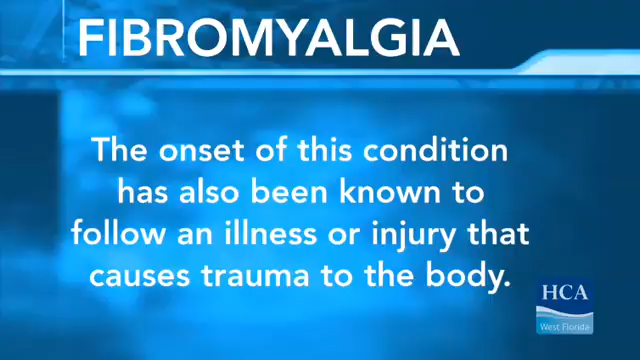 FIBROMYALGIA
The onset of this condition
has also been known to
follow an illness or injury that
causes trauma to the body.
HCA
West Florida